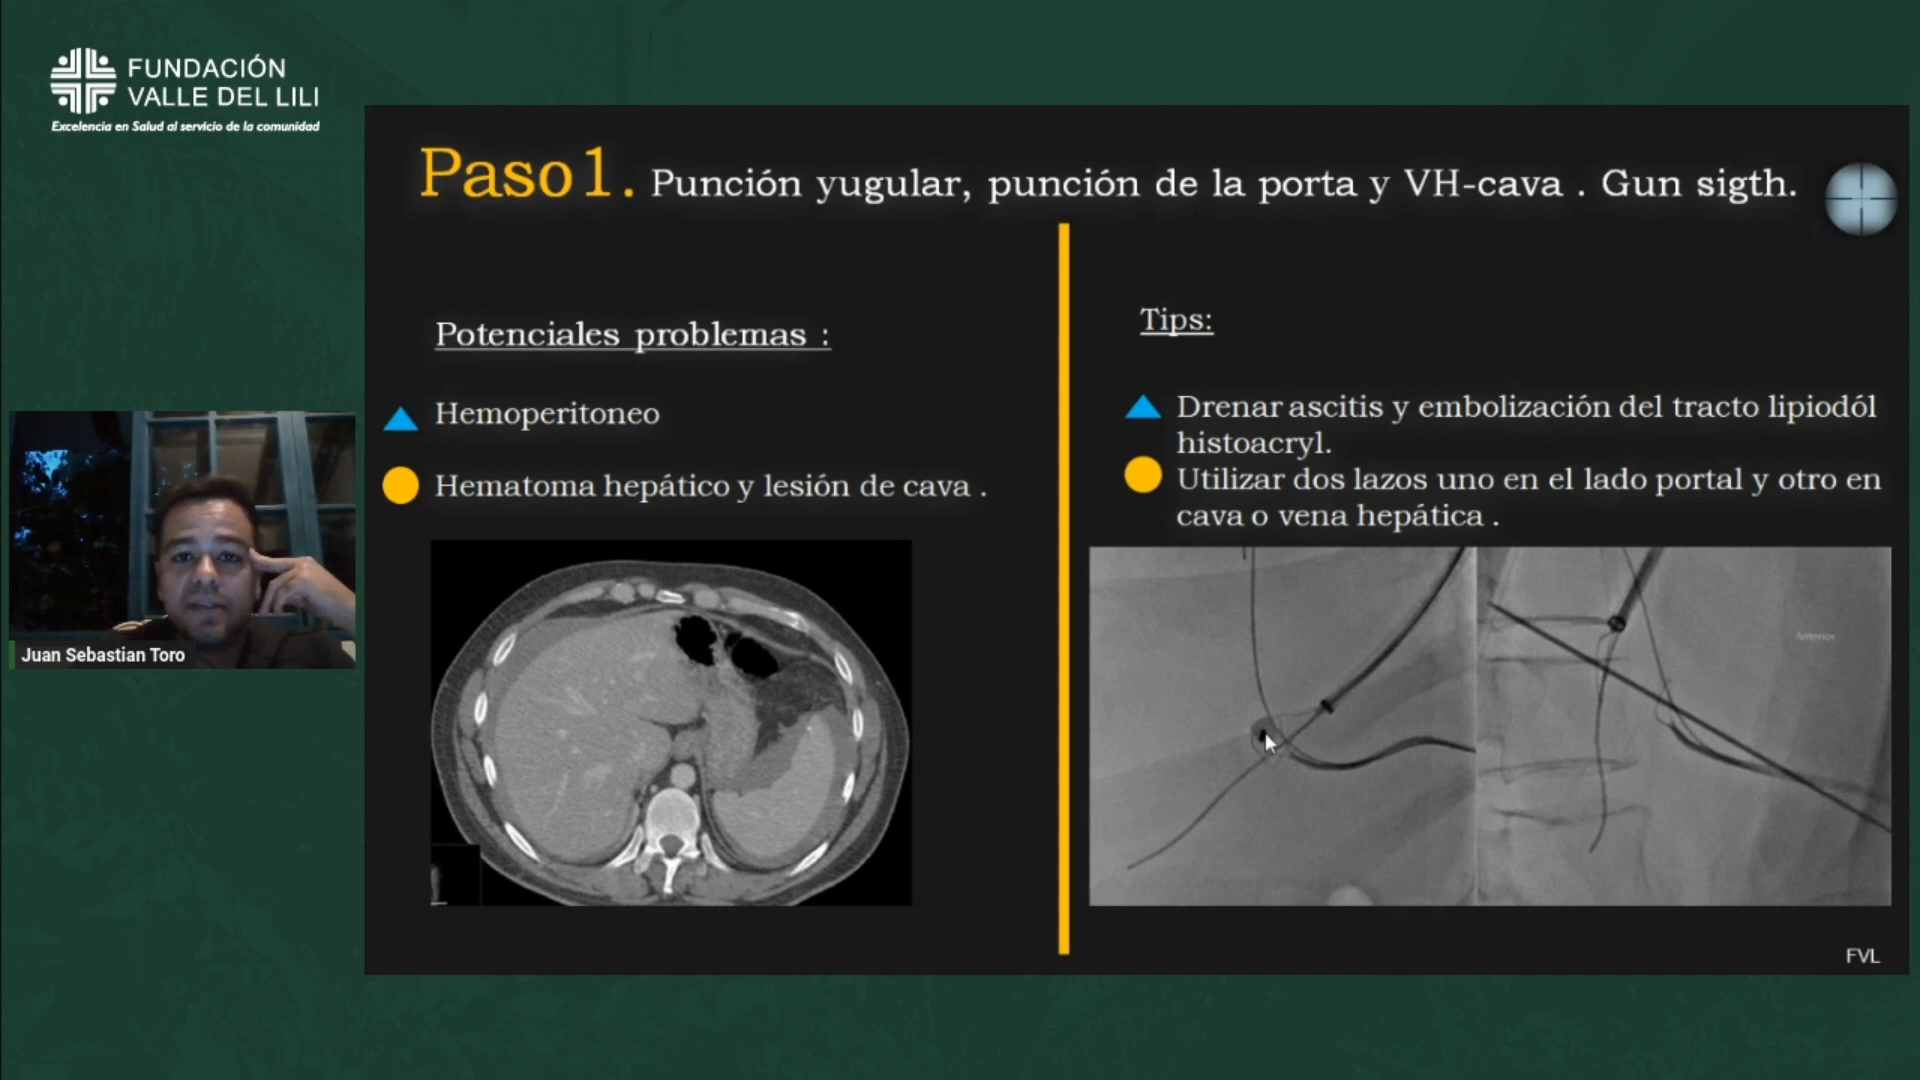 FUNDACIÓN
VALLE DEL LILI
Excelencia en Salud al servicio de la comunidad
Paso1. Punción yugular, punción de la porta y VH-cava . Gun sigth.
Potenciales problemas :
Hemoperitoneo
Hematoma hepático y lesión de cava .
Tips:
Drenar ascitis y embolización del tracto lipiodól
histoacryl.
Utilizar dos lazos uno en el lado portal y otro en
cava o vena hepática .
Anterior
Juan Sebastian Toro
FVL